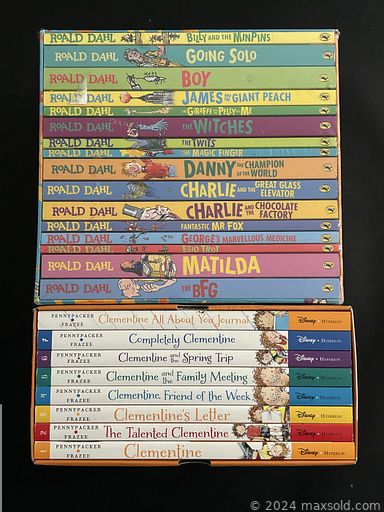 ROALD DAHL BILLY AND THE MINPINS
ROALD DAHL GOING SOLO
ROALD DAHL BOY
ROALD DAHL JAMES AND THE GIANT PEACH
ROALD DAHL THE GIRAFFE AND THE PELLY AND ME
ROALD DAHL THE WITCHES
ROALD DAHL THE TWITS
ROALD DAHL THE MAGIC FINGER
ROALD DAHL DANNY THE CHAMPION OF THE WORLD
ROALD DAHL CHARLIE AND THE GREAT GLASS ELEVATOR
ROALD DAHL CHARLIE AND THE CHOCOLATE FACTORY
ROALD DAHL FANTASTIC MR FOX
ROALD DAHL GEORGE'S MARVELLOUS MEDICINE
ROALD DAHL ESIO TROT
ROALD DAHL MATILDA
ROALD DAHL THE BFG
PENNYPACKER • FRAZEE Clementine All About You Journal Disney • HYPERION
7 PENNYPACKER • FRAZEE Completely Clementine Disney • HYPERION
6 PENNYPACKER • FRAZEE Clementine and the Spring Trip Disney • HYPERION
5 PENNYPACKER • FRAZEE Clementine and the Family Meeting Disney • HYPERION
4 PENNYPACKER • FRAZEE Clementine, Friend of the Week Disney • HYPERION
3 PENNYPACKER • FRAZEE Clementine's Letter Disney • HYPERION
2 PENNYPACKER • FRAZEE The Talented Clementine Disney • HYPERION
1 PENNYPACKER • FRAZEE Clementine Disney • HYPERION
© 2024 maxsold.com